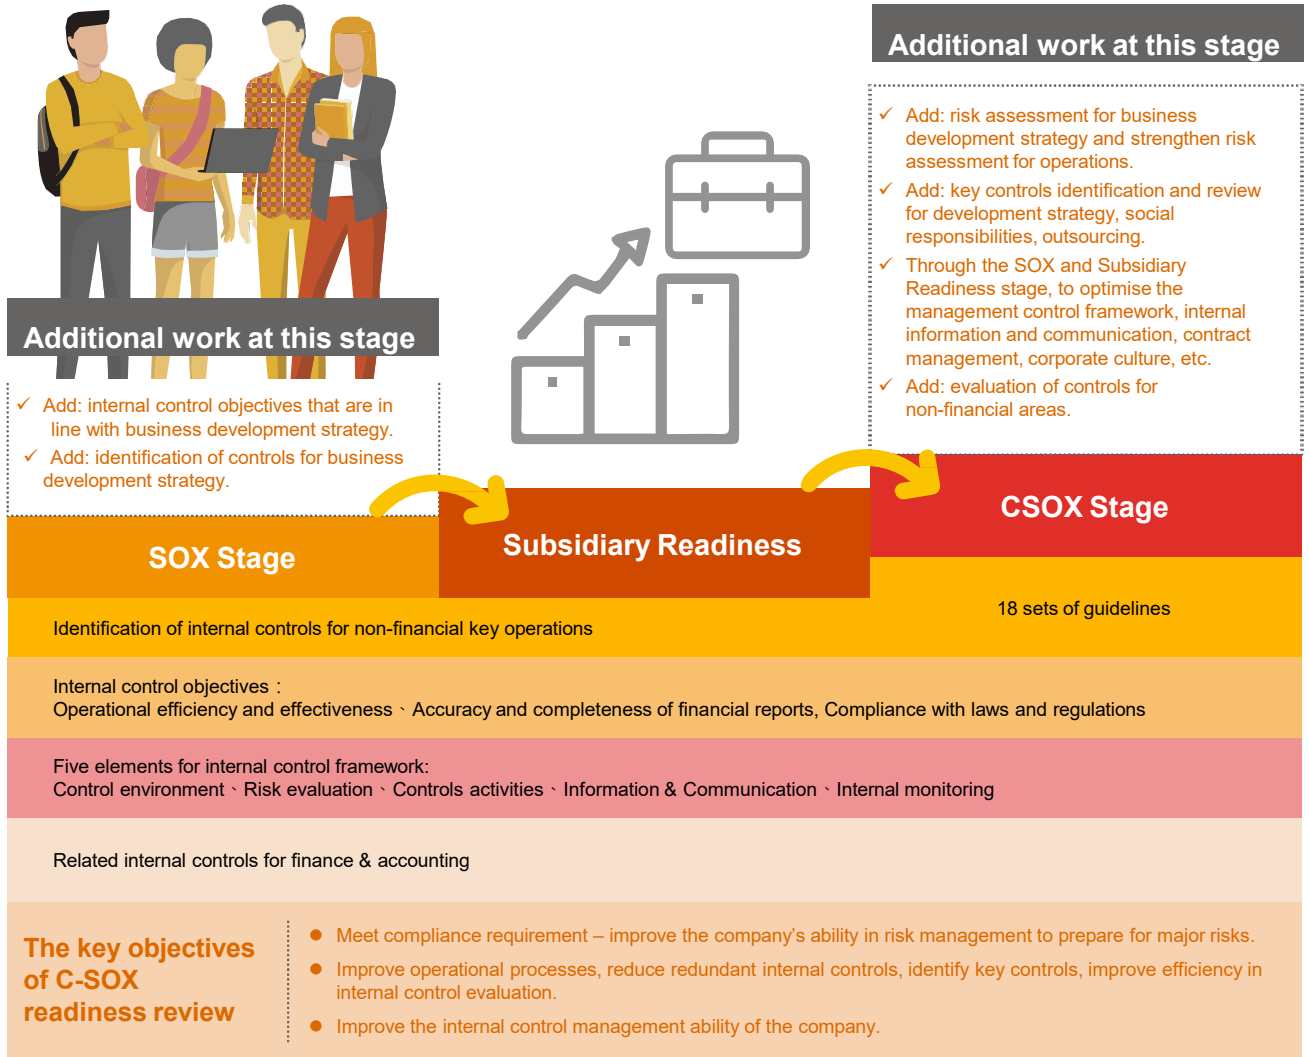 Additional work at this stage
✓ Add: internal control objectives that are in
line with business development strategy.
✓ Add: identification of controls for business
development strategy.
Additional work at this stage
✓ Add: risk assessment for business
development strategy and strengthen risk
assessment for operations.
✓ Add: key controls identification and review
for development strategy, social
responsibilities, outsourcing.
✓ Through the SOX and Subsidiary
Readiness stage, to optimise the
management control framework, internal
information and communication, contract
management, corporate culture, etc.
✓ Add: evaluation of controls for
non-financial areas.
SOX Stage
Subsidiary Readiness
CSOX Stage
Identification of internal controls for non-financial key operations
18 sets of guidelines
Internal control objectives：
Operational efficiency and effectiveness、Accuracy and completeness of financial reports, Compliance with laws and regulations
Five elements for internal control framework:
Control environment、Risk evaluation、Controls activities、Information & Communication、Internal monitoring
Related internal controls for finance & accounting
The key objectives
of C-SOX
readiness review
● Meet compliance requirement – improve the company's ability in risk management to prepare for major risks.
● Improve operational processes, reduce redundant internal controls, identify key controls, improve efficiency in
internal control evaluation.
● Improve the internal control management ability of the company.